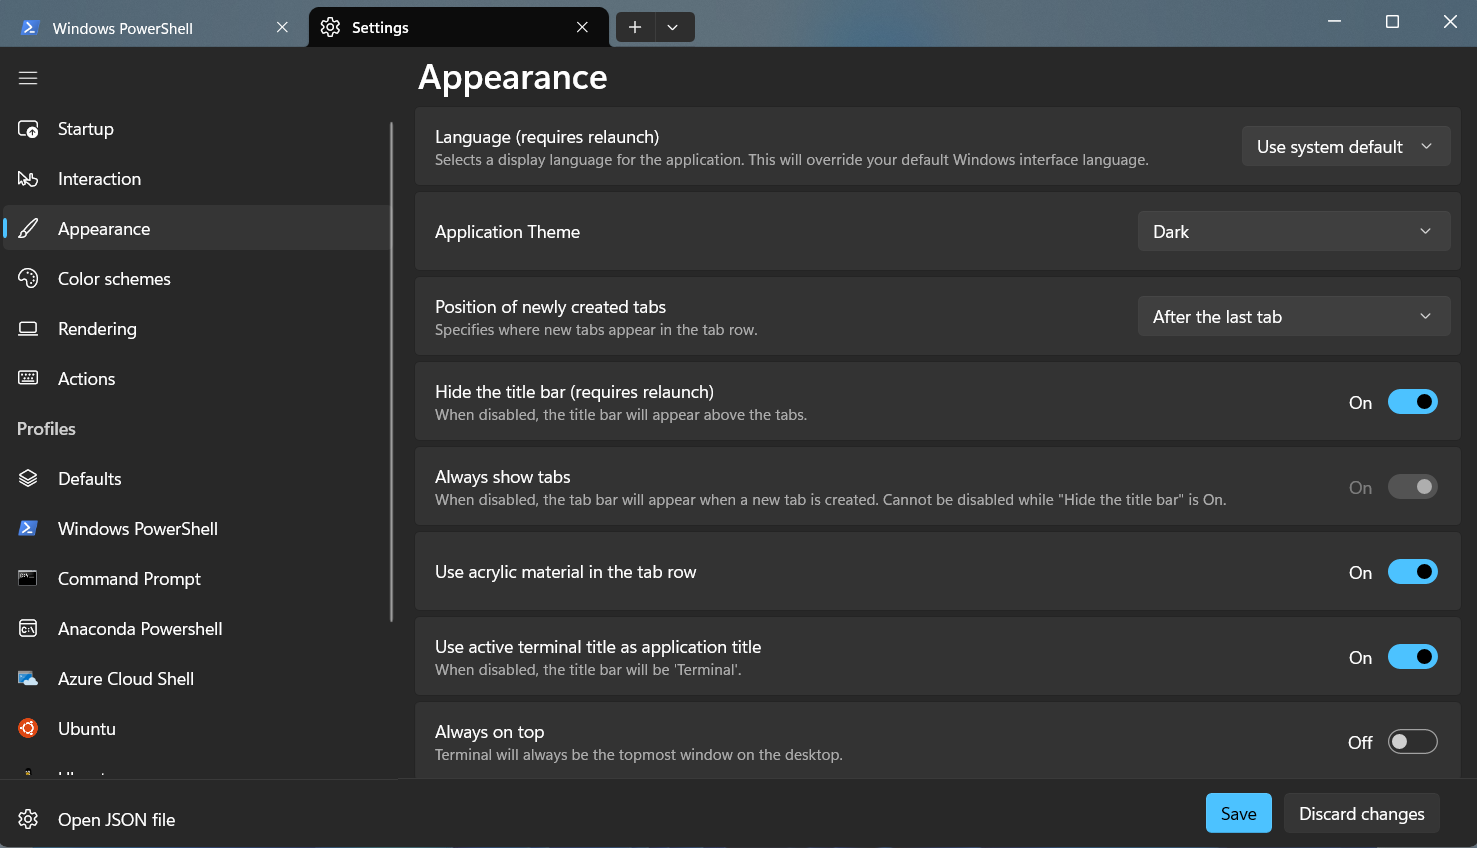 Windows PowerShell
Settings
Appearance
Startup
Interaction
Appearance
Color schemes
Rendering
Actions
Profiles
Defaults
Windows PowerShell
Command Prompt
Anaconda Powershell
Azure Cloud Shell
Ubuntu
Open JSON file
Language (requires relaunch)
Selects a display language for the application. This will override your default Windows interface language.
Use system default
Application Theme
Dark
Position of newly created tabs
Specifies where new tabs appear in the tab row.
After the last tab
Hide the title bar (requires relaunch)
When disabled, the title bar will appear above the tabs.
On
Always show tabs
When disabled, the tab bar will appear when a new tab is created. Cannot be disabled while "Hide the title bar" is On.
On
Use acrylic material in the tab row
On
Use active terminal title as application title
When disabled, the title bar will be 'Terminal'.
On
Always on top
Terminal will always be the topmost window on the desktop.
Off
Save
Discard changes